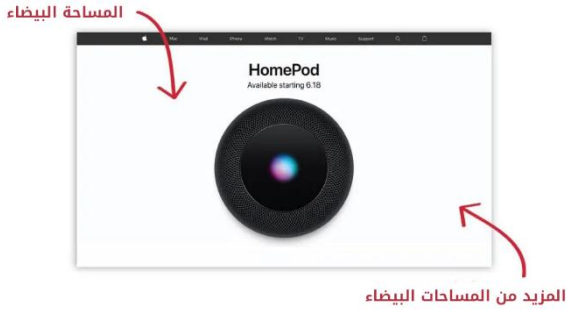 المساحة البيضاء
Mac iPad iPhone Watch TV Music Support
HomePod
Available starting 6.18
المزيد من المساحات البيضاء